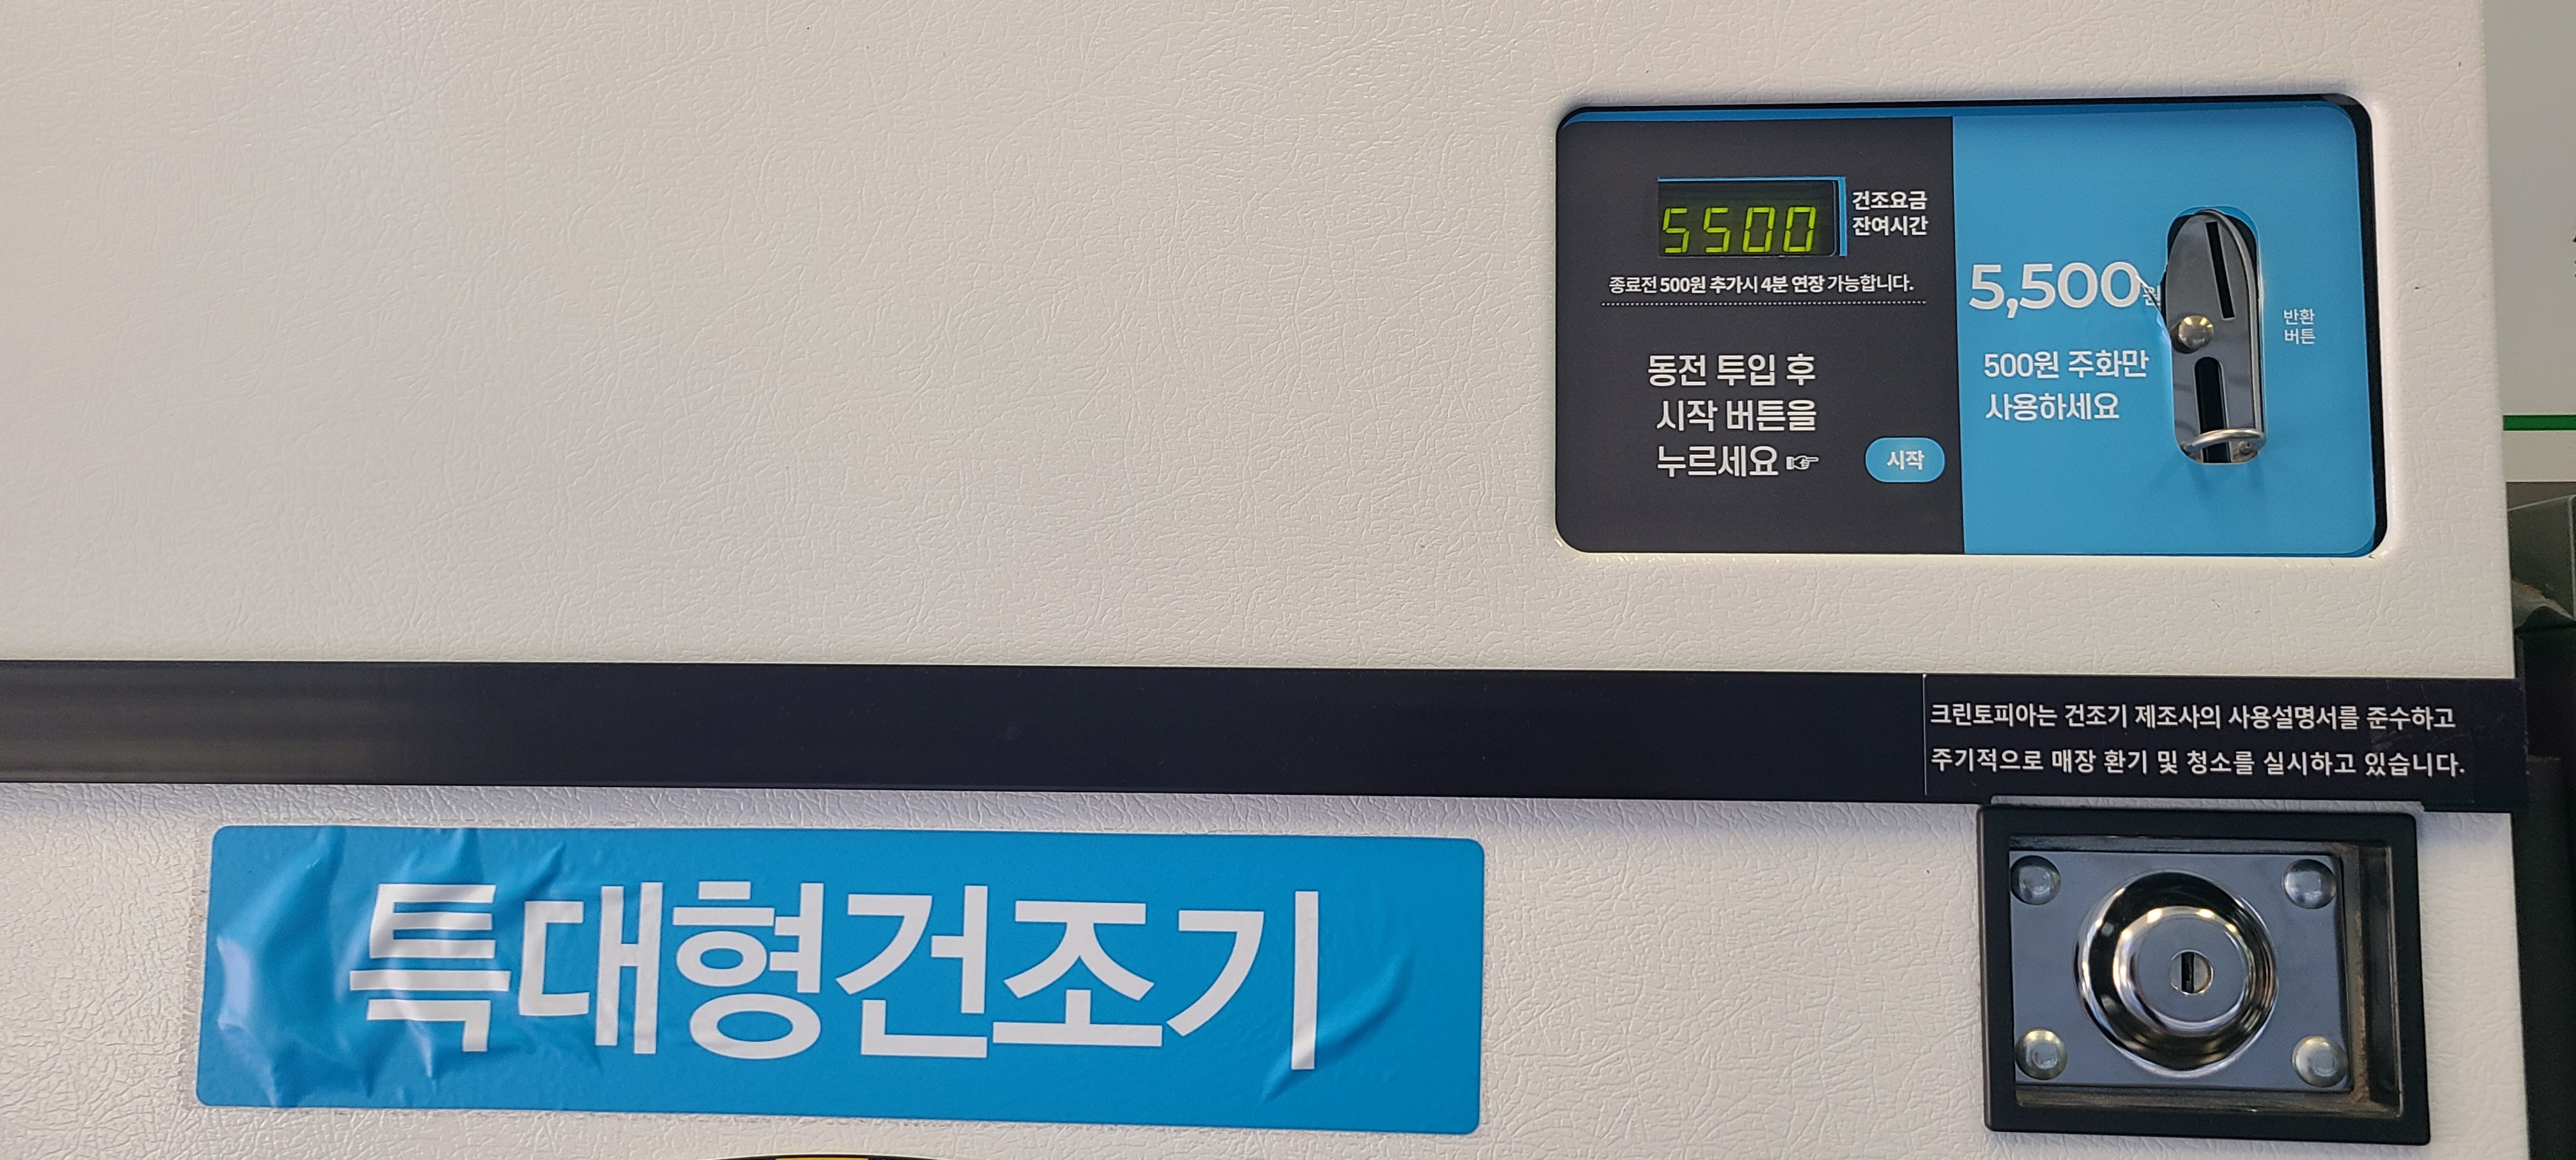 5500
건조요금
잔여시간
종료전 500원 추가시 4분 연장 가능합니다.
동전 투입 후
시작 버튼을
누르세요 ☞
시작
5,500원
500원 주화만
사용하세요
반환
버튼
크린토피아는 건조기 제조사의 사용설명서를 준수하고
주기적으로 매장 환기 및 청소를 실시하고 있습니다.
특대형건조기